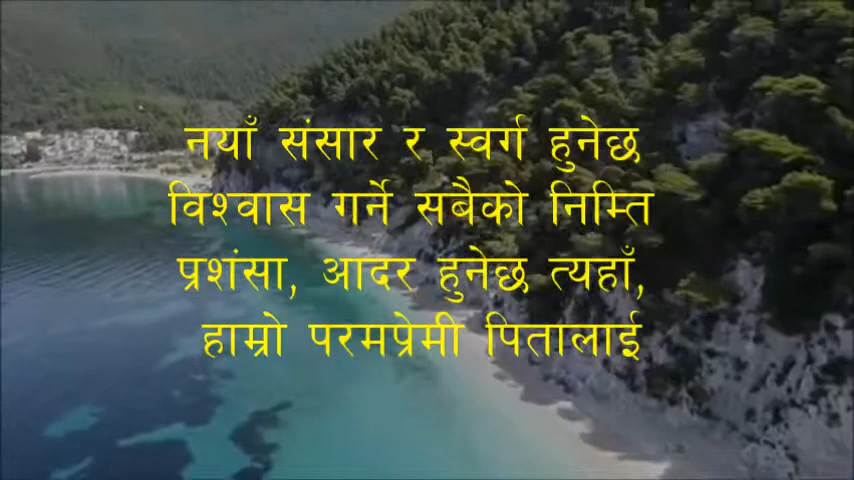 नयाँ संसार र स्वर्ग हुनेछ
विश्वास गर्ने सबैको निम्ति
प्रशंसा, आदर हुनेछ त्यहाँ,
हाम्रो परमप्रेमी पितालाई